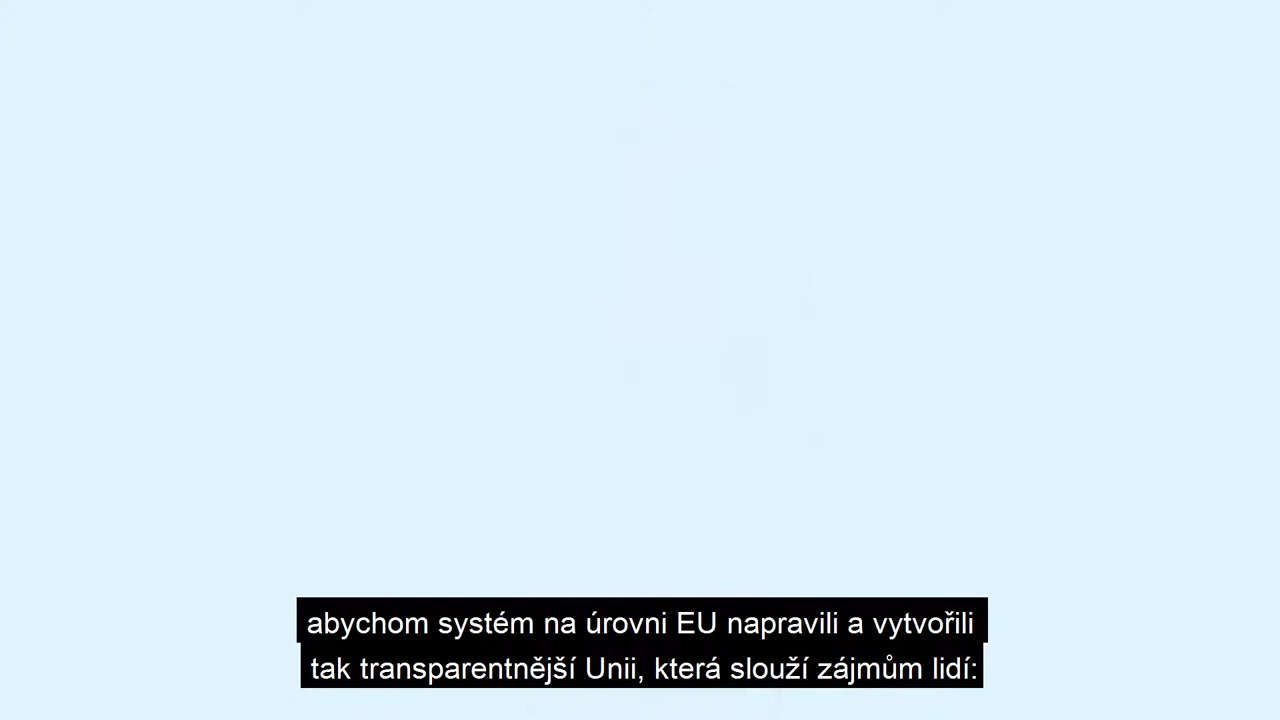 abychom systém na úrovni EU napravili a vytvořili
tak transparentnější Unii, která slouží zájmům lidí: